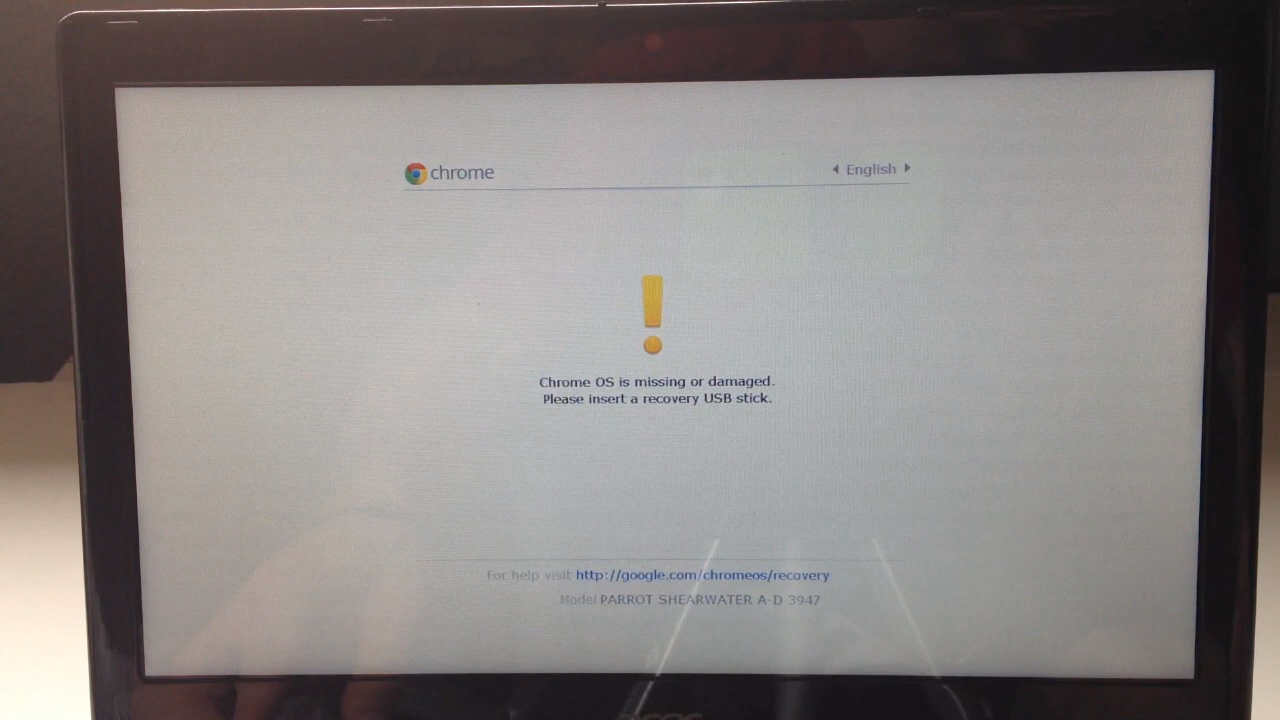 chrome
English
Chrome OS is missing or damaged.
Please insert a recovery USB stick.
For help visit http://google.com/chromeos/recovery
Model PARROT SHEARWATER A-D 3947
acer